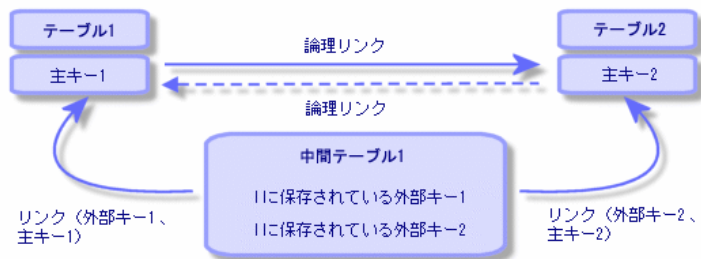 テーブル1
テーブル2
論理リンク
主キー1
主キー2
論理リンク
中間テーブル1
IIに保存されている外部キー1
IIに保存されている外部キー2
リンク（外部キー1、
主キー1）
リンク（外部キー2、
主キー2）